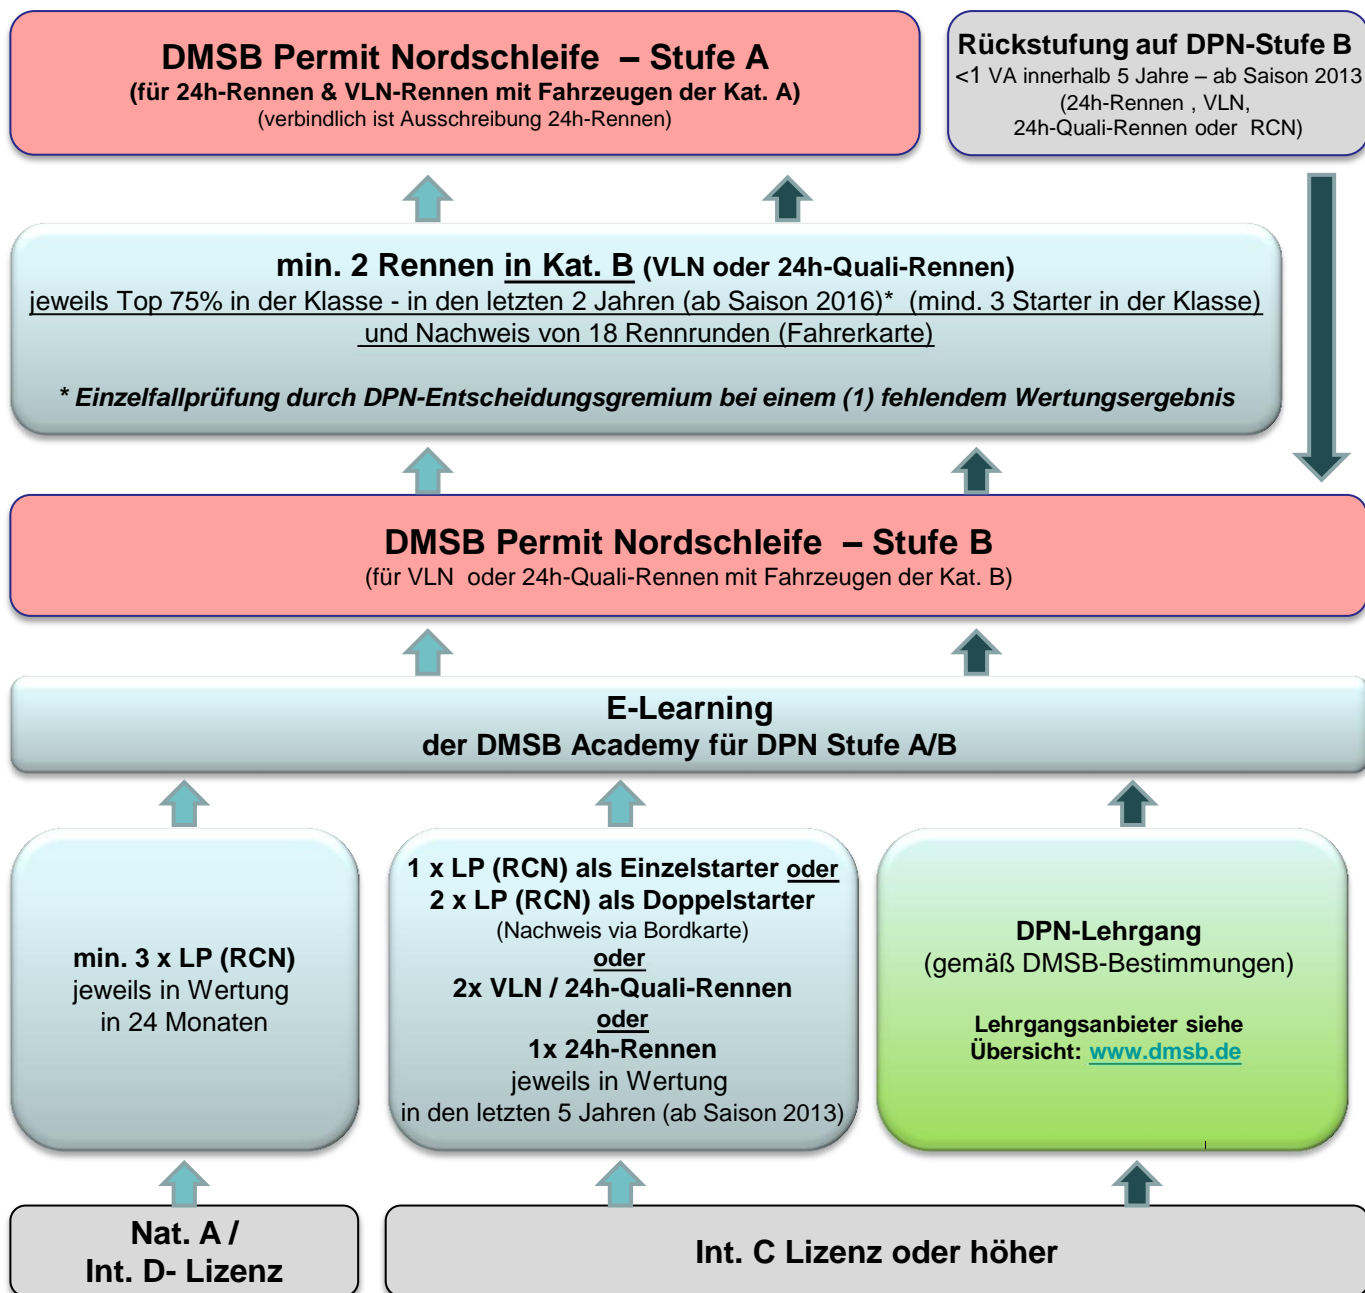 DMSB Permit Nordschleife – Stufe A
(für 24h-Rennen & VLN-Rennen mit Fahrzeugen der Kat. A)
(verbindlich ist Ausschreibung 24h-Rennen)
Rückstufung auf DPN-Stufe B
<1 VA innerhalb 5 Jahre – ab Saison 2013
(24h-Rennen , VLN,
24h-Quali-Rennen oder RCN)
min. 2 Rennen in Kat. B (VLN oder 24h-Quali-Rennen)
jeweils Top 75% in der Klasse - in den letzten 2 Jahren (ab Saison 2016)* (mind. 3 Starter in der Klasse)
und Nachweis von 18 Rennrunden (Fahrerkarte)
* Einzelfallprüfung durch DPN-Entscheidungsgremium bei einem (1) fehlendem Wertungsergebnis
DMSB Permit Nordschleife – Stufe B
(für VLN oder 24h-Quali-Rennen mit Fahrzeugen der Kat. B)
E-Learning
der DMSB Academy für DPN Stufe A/B
min. 3 x LP (RCN)
jeweils in Wertung
in 24 Monaten
1 x LP (RCN) als Einzelstarter oder
2 x LP (RCN) als Doppelstarter
(Nachweis via Bordkarte)
oder
2x VLN / 24h-Quali-Rennen
oder
1x 24h-Rennen
jeweils in Wertung
in den letzten 5 Jahren (ab Saison 2013)
DPN-Lehrgang
(gemäß DMSB-Bestimmungen)
Lehrgangsanbieter siehe
Übersicht: www.dmsb.de
Nat. A /
Int. D- Lizenz
Int. C Lizenz oder höher